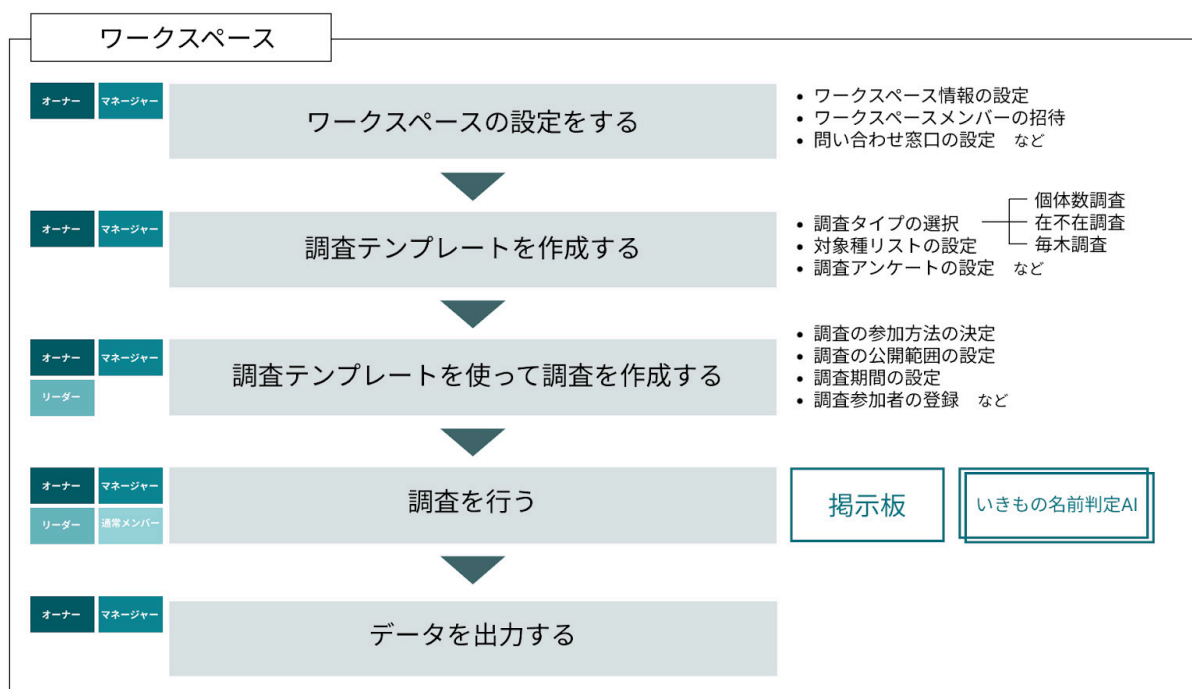 ワークスペース
オーナー マネージャー
ワークスペースの設定をする
• ワークスペース情報の設定
• ワークスペースメンバーの招待
• 問い合わせ窓口の設定 など
オーナー マネージャー
調査テンプレートを作成する
• 調査タイプの選択
• 対象種リストの設定
• 調査アンケートの設定 など
個体数調査
在不在調査
毎木調査
オーナー マネージャー
リーダー
調査テンプレートを使って調査を作成する
• 調査の参加方法の決定
• 調査の公開範囲の設定
• 調査期間の設定
• 調査参加者の登録 など
オーナー マネージャー
リーダー 通常メンバー
調査を行う
掲示板
いきもの名前判定AI
オーナー マネージャー
データを出力する